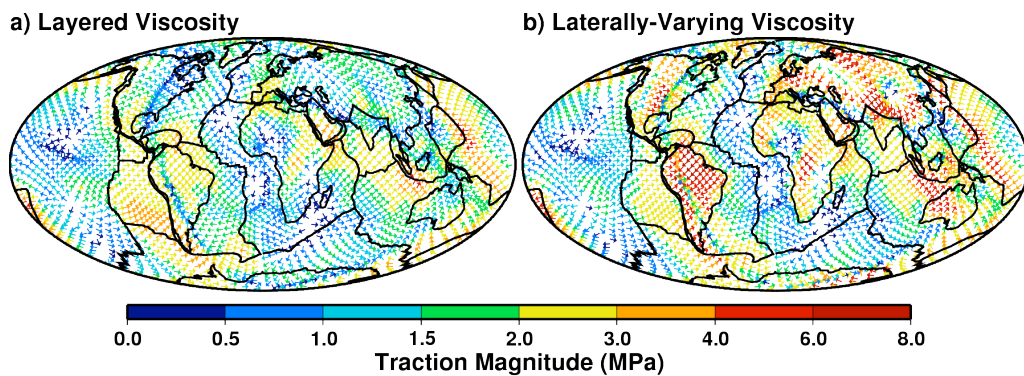 a) Layered Viscosity
b) Laterally-Varying Viscosity
0.0 0.5 1.0 1.5 2.0 3.0 4.0 6.0 8.0
Traction Magnitude (MPa)